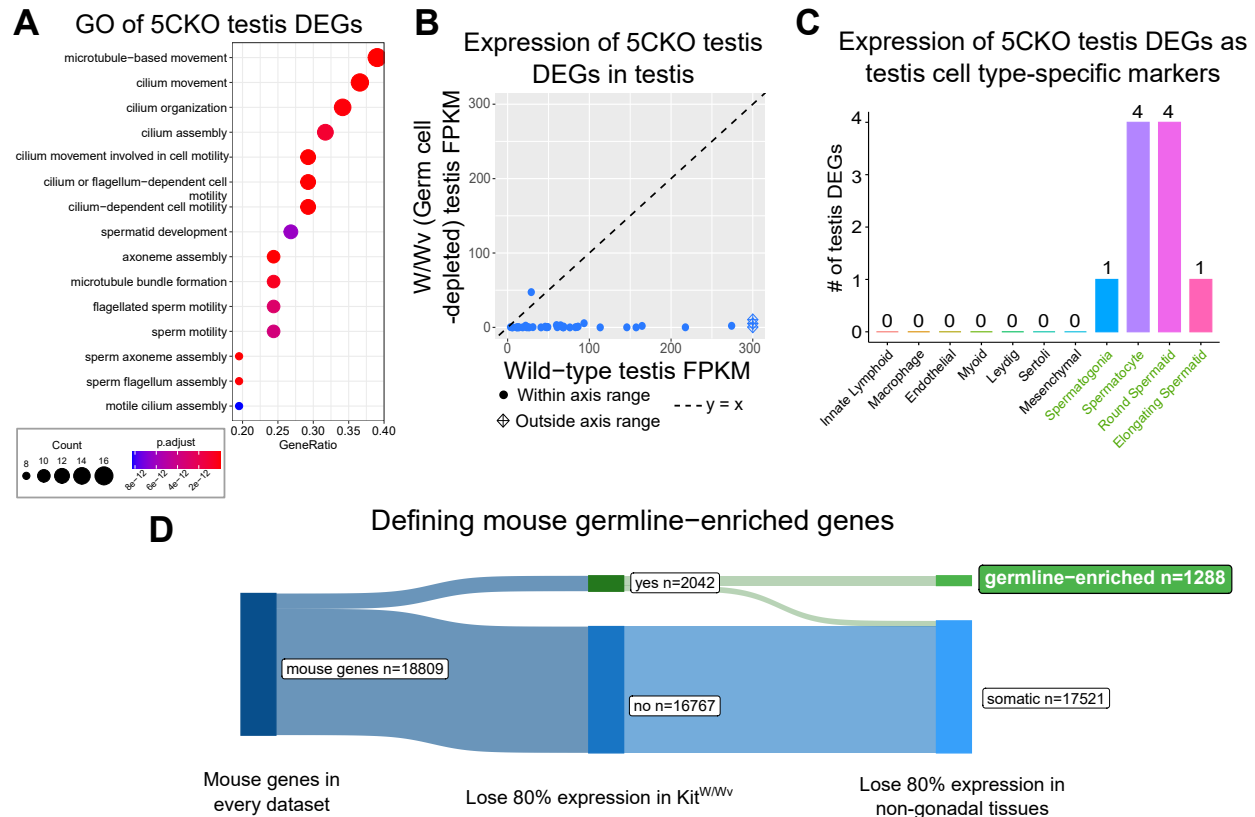 A
GO of 5CKO testis DEGs
microtubule−based movement
cilium movement
cilium organization
cilium assembly
cilium movement involved in cell motility
cilium or flagellum−dependent cell
motility
cilium−dependent cell motility
spermatid development
axoneme assembly
microtubule bundle formation
flagellated sperm motility
sperm motility
sperm axoneme assembly
sperm flagellum assembly
motile cilium assembly
0.20 0.25 0.30 0.35 0.40
GeneRatio
Count
8 10 12 14 16
p.adjust
8e−12 6e−12 4e−12 2e−12
B
Expression of 5CKO testis
DEGs in testis
W/Wv (Germ cell
-depleted) testis FPKM
300
200
100
0
0 100 200 300
Wild−type testis FPKM
Within axis range
Outside axis range
y = x
C
Expression of 5CKO testis DEGs as
testis cell type-specific markers
# of testis DEGs
4
3
2
1
0
0 0 0 0 0 0 0 1 4 4 1
Innate Lymphoid
Macrophage
Endothelial
Myoid
Leydig
Sertoli
Mesenchymal
Spermatogonia
Spermatocyte
Round Spermatid
Elongating Spermatid
D
Defining mouse germline−enriched genes
mouse genes n=18809
yes n=2042
no n=16767
germline−enriched n=1288
somatic n=17521
Mouse genes in
every dataset
Lose 80% expression in Kit^W/Wv
Lose 80% expression in
non-gonadal tissues